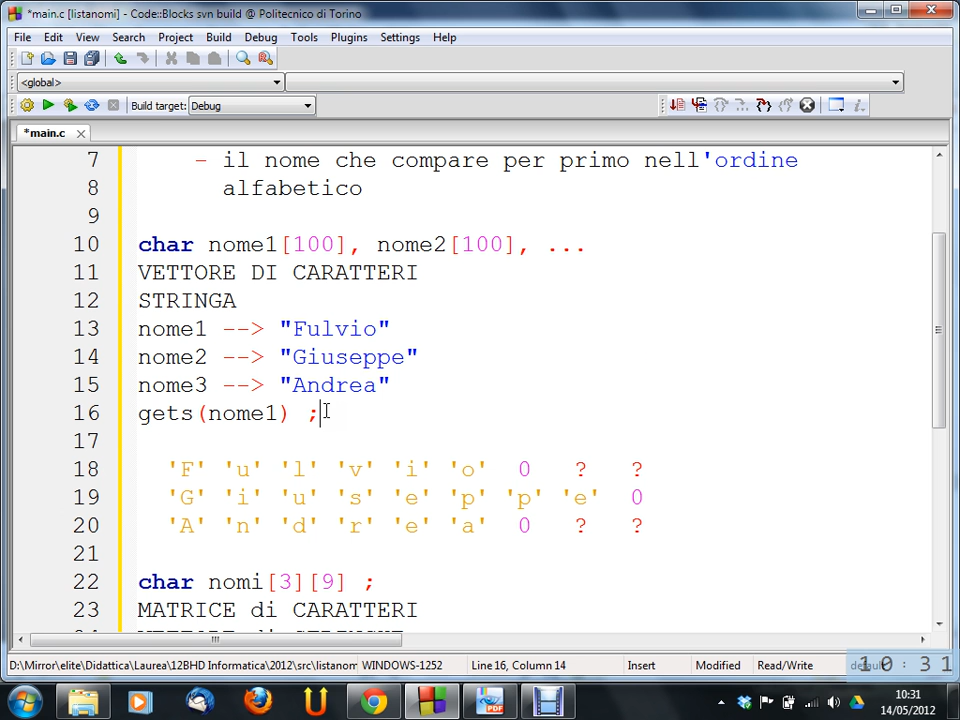 *main.c [listanomi] - Code::Blocks svn build @ Politecnico di Torino
File Edit View Search Project Build Debug Tools Plugins Settings Help
<global>
Build target: Debug
*main.c
7 - il nome che compare per primo nell'ordine
8 alfabetico
9
10 char nome1[100], nome2[100], ...
11 VETTORE DI CARATTERI
12 STRINGA
13 nome1 --> "Fulvio"
14 nome2 --> "Giuseppe"
15 nome3 --> "Andrea"
16 gets(nome1) ;
17
18 'F' 'u' 'l' 'v' 'i' 'o' 0 ? ?
19 'G' 'i' 'u' 's' 'e' 'p' 'p' 'e' 0
20 'A' 'n' 'd' 'r' 'e' 'a' 0 ? ?
21
22 char nomi[3][9] ;
23 MATRICE di CARATTERI
D:\Mirror\elite\Didattica\Laurea\12BHD Informatica\2012\src\listanom WINDOWS-1252 Line 16, Column 14 Insert Modified Read/Write
10:31
10:31
14/05/2012